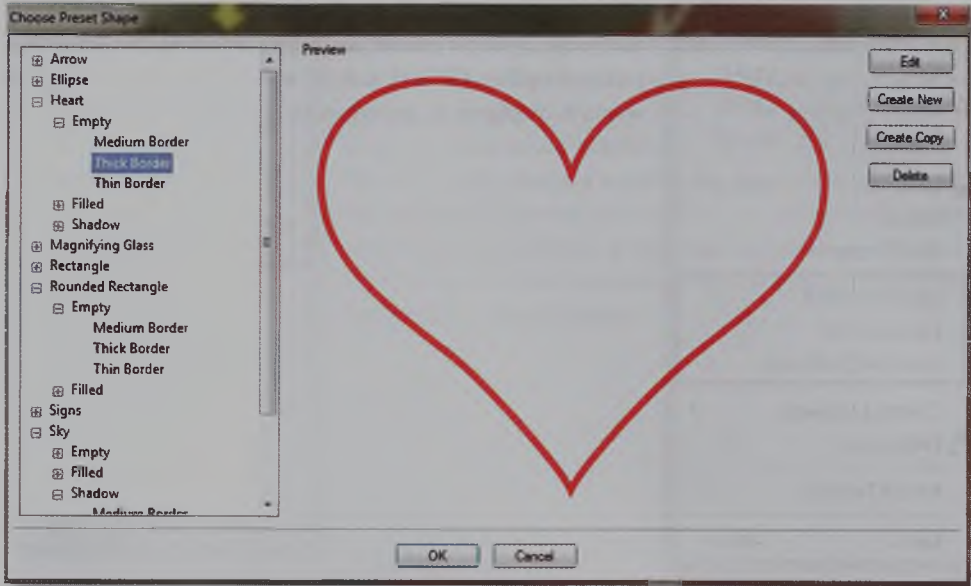 Choose Preset Shape
X
Arrow
Ellipse
Heart
Empty
Medium Border
Thick Border
Thin Border
Filled
Shadow
Magnifying Glass
Rectangle
Rounded Rectangle
Empty
Medium Border
Thick Border
Thin Border
Filled
Signs
Sky
Empty
Filled
Shadow
Medium Border
Preview
Edit
Create New
Create Copy
Delete
OK
Cancel